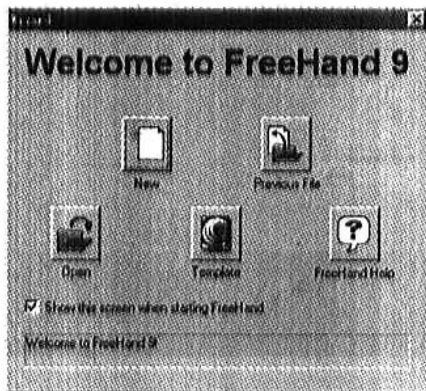 Wizard
Welcome to FreeHand 9
New
Previous File
Open
Template
FreeHand Help
Show this screen when starting FreeHand
Welcome to FreeHand 9!